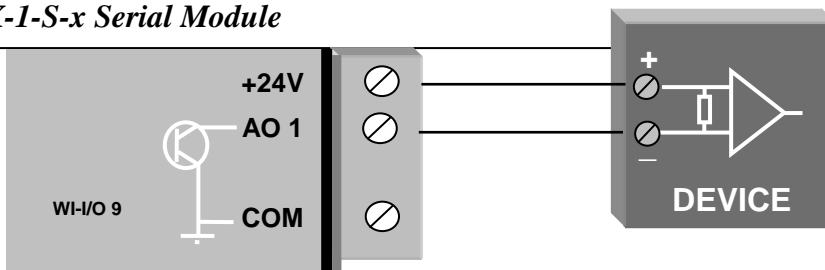 -1-S-x Serial Module
+24V
AO 1
COM
WI-I/O 9
+
–
DEVICE